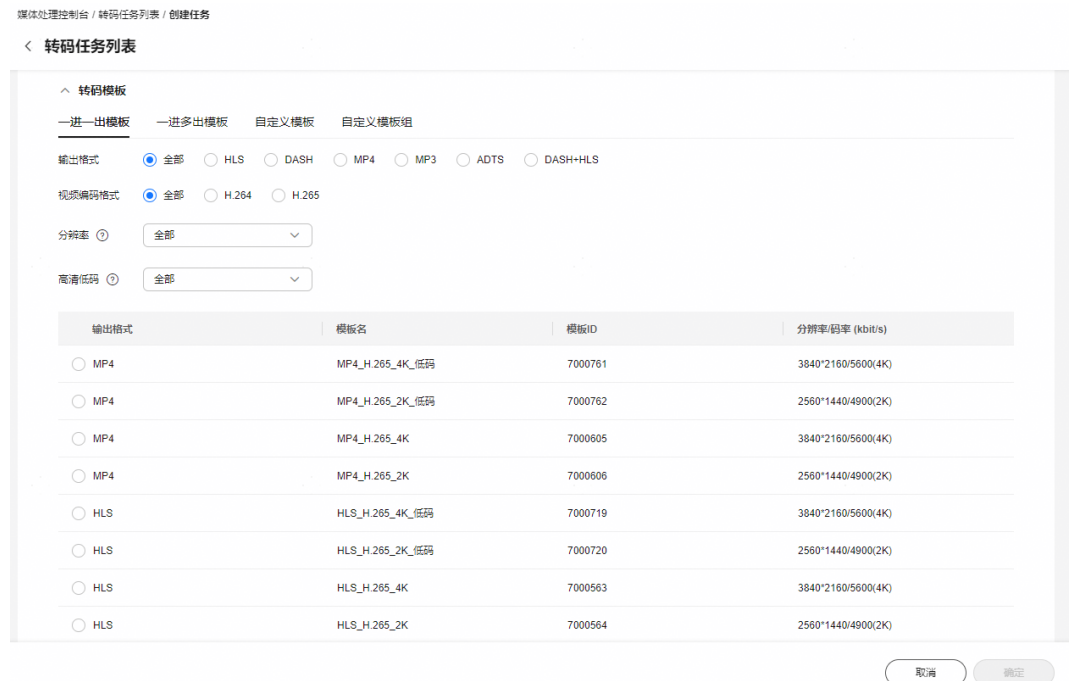 媒体处理控制台 / 转码任务列表 / 创建任务
转码任务列表
转码模板
一进一出模板 一进多出模板 自定义模板 自定义模板组
输出格式 全部 HLS DASH MP4 MP3 ADTS DASH+HLS
视频编码格式 全部 H.264 H.265
分辨率 ? 全部
高清低码 ? 全部
输出格式 模板名 模板ID 分辨率/码率 (kbit/s)
MP4 MP4_H.265_4K_低码 7000761 3840*2160/5600(4K)
MP4 MP4_H.265_2K_低码 7000762 2560*1440/4900(2K)
MP4 MP4_H.265_4K 7000605 3840*2160/5600(4K)
MP4 MP4_H.265_2K 7000606 2560*1440/4900(2K)
HLS HLS_H.265_4K_低码 7000719 3840*2160/5600(4K)
HLS HLS_H.265_2K_低码 7000720 2560*1440/4900(2K)
HLS HLS_H.265_4K 7000563 3840*2160/5600(4K)
HLS HLS_H.265_2K 7000564 2560*1440/4900(2K)
取消 确定